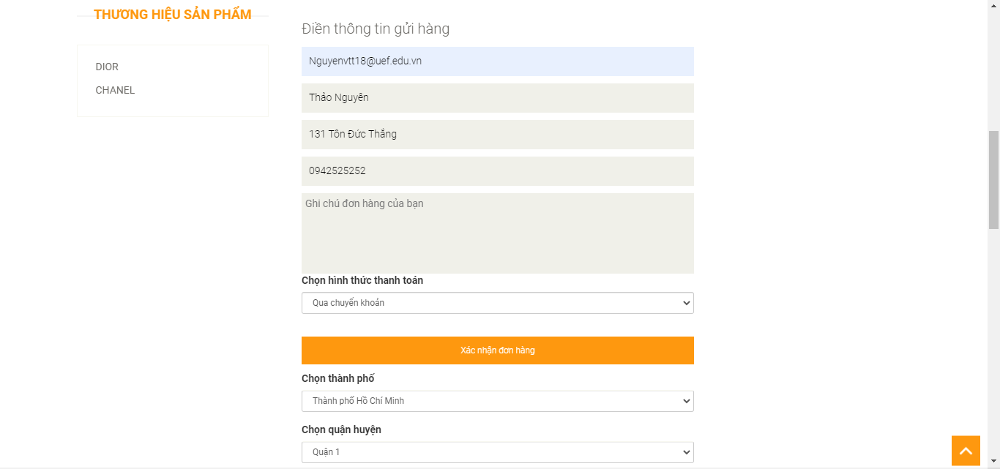 THƯƠNG HIỆU SẢN PHẨM
DIOR
CHANEL
Điền thông tin gửi hàng
Nguyenvtt18@uef.edu.vn
Thảo Nguyên
131 Tôn Đức Thắng
0942525252
Ghi chú đơn hàng của bạn
Chọn hình thức thanh toán
Qua chuyển khoản
Xác nhận đơn hàng
Chọn thành phố
Thành phố Hồ Chí Minh
Chọn quận huyện
Quận 1